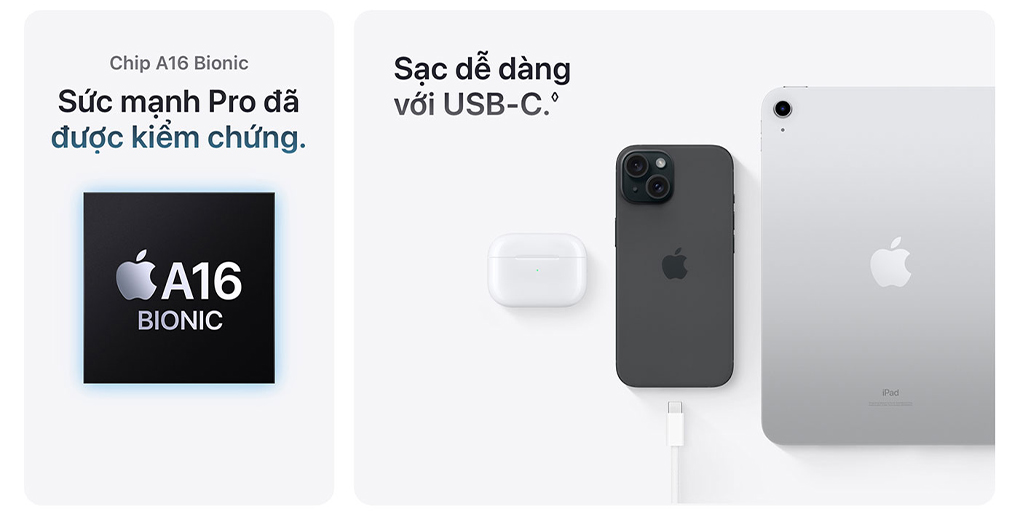 Chip A16 Bionic
Sức mạnh Pro đã
được kiểm chứng.
A16
BIONIC
Sạc dễ dàng
với USB-C.◊
iPad